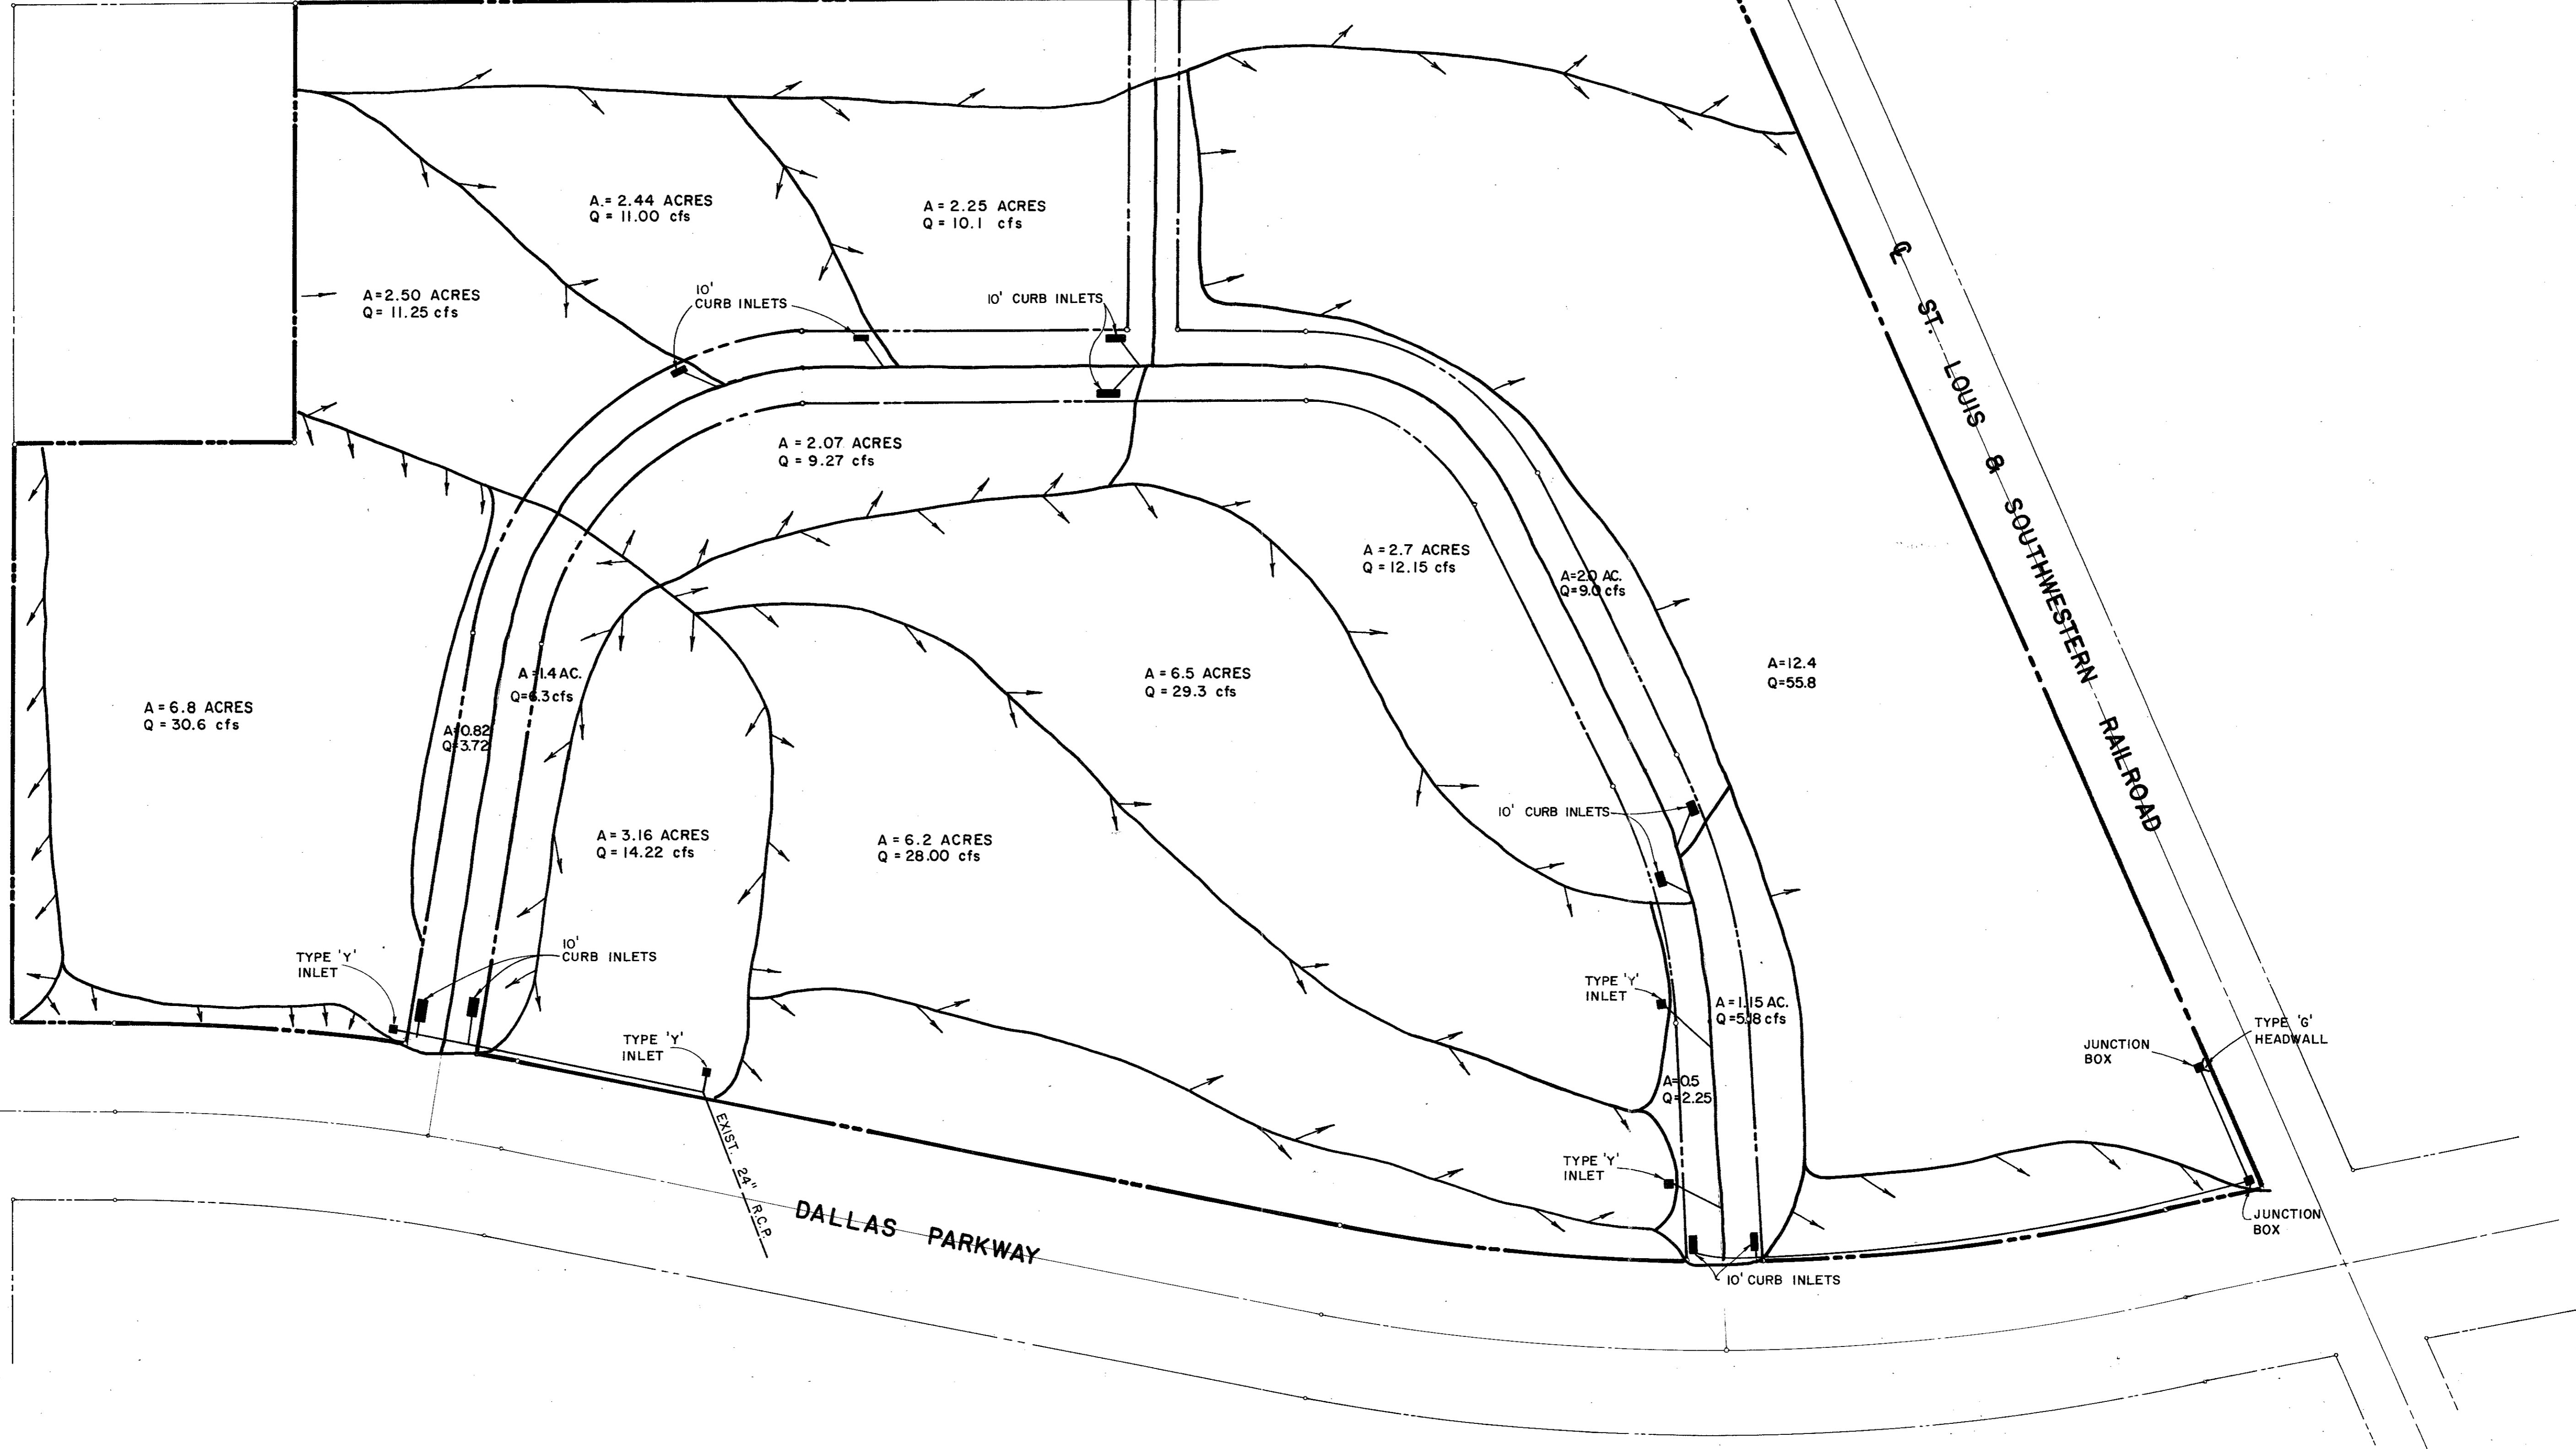 A. = 2.44 ACRES
Q = 11.00 cfs
A = 2.25 ACRES
Q = 10.1 cfs
A = 2.50 ACRES
Q = 11.25 cfs
10'
CURB INLETS
10' CURB INLETS
℄ ST. LOUIS & SOUTHWESTERN RAILROAD
A = 2.07 ACRES
Q = 9.27 cfs
A = 2.7 ACRES
Q = 12.15 cfs
A=2.0 AC.
Q=9.0 cfs
A = 1.4 AC.
Q=6.3 cfs
A = 6.5 ACRES
Q = 29.3 cfs
A=12.4
Q=55.8
A = 6.8 ACRES
Q = 30.6 cfs
A=0.82
Q=3.72
A = 3.16 ACRES
Q = 14.22 cfs
A = 6.2 ACRES
Q = 28.00 cfs
10' CURB INLETS
TYPE 'Y'
INLET
10'
CURB INLETS
TYPE 'Y'
INLET
A = 1.15 AC.
Q=5.18 cfs
TYPE 'Y'
INLET
JUNCTION
BOX
TYPE 'G'
HEADWALL
A=0.5
Q=2.25
EXIST. 24" R.C.P.
TYPE 'Y'
INLET
DALLAS PARKWAY
JUNCTION
BOX
10' CURB INLETS